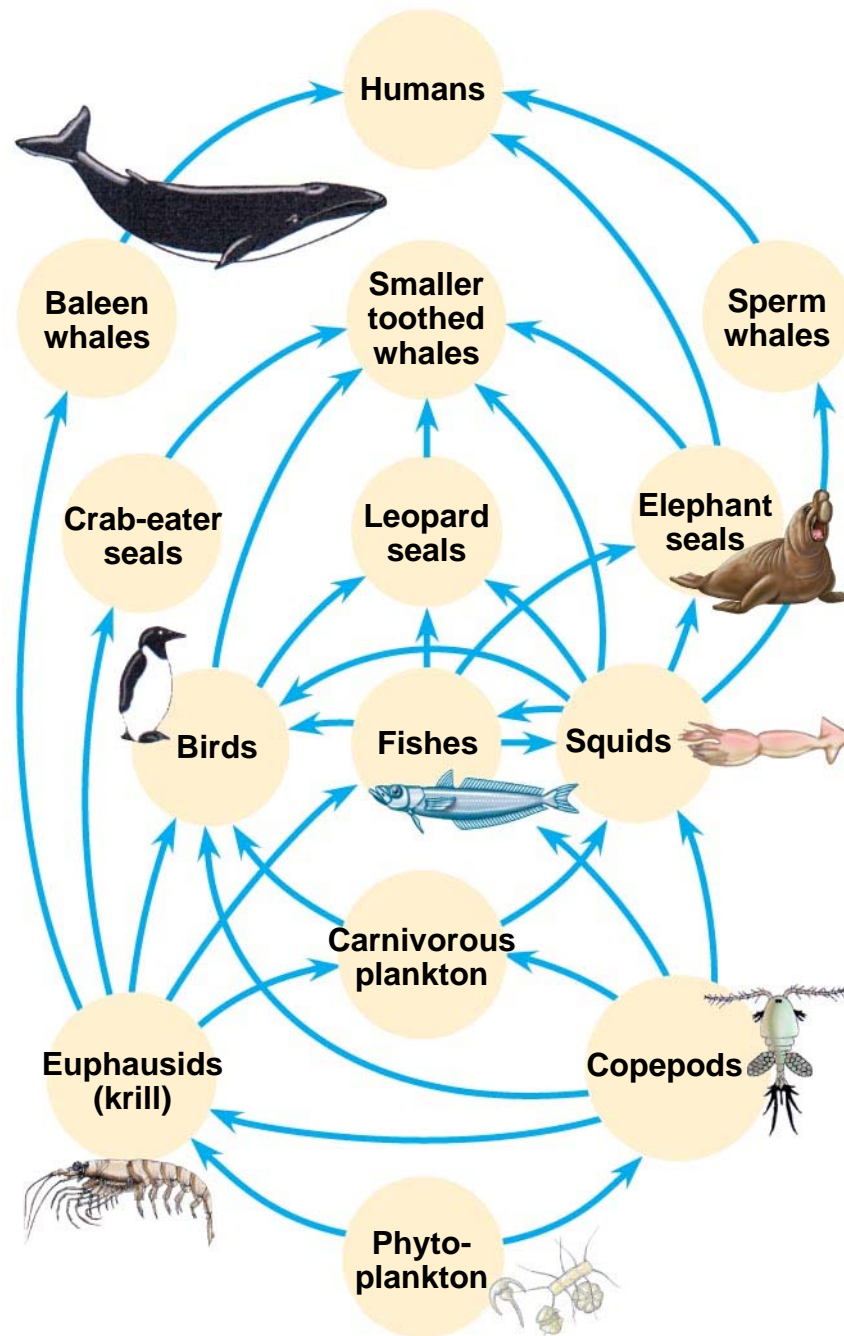 Humans
Baleen
whales
Smaller
toothed
whales
Sperm
whales
Crab-eater
seals
Leopard
seals
Elephant
seals
Birds
Fishes
Squids
Carnivorous
plankton
Euphausids
(krill)
Copepods
Phyto-
plankton